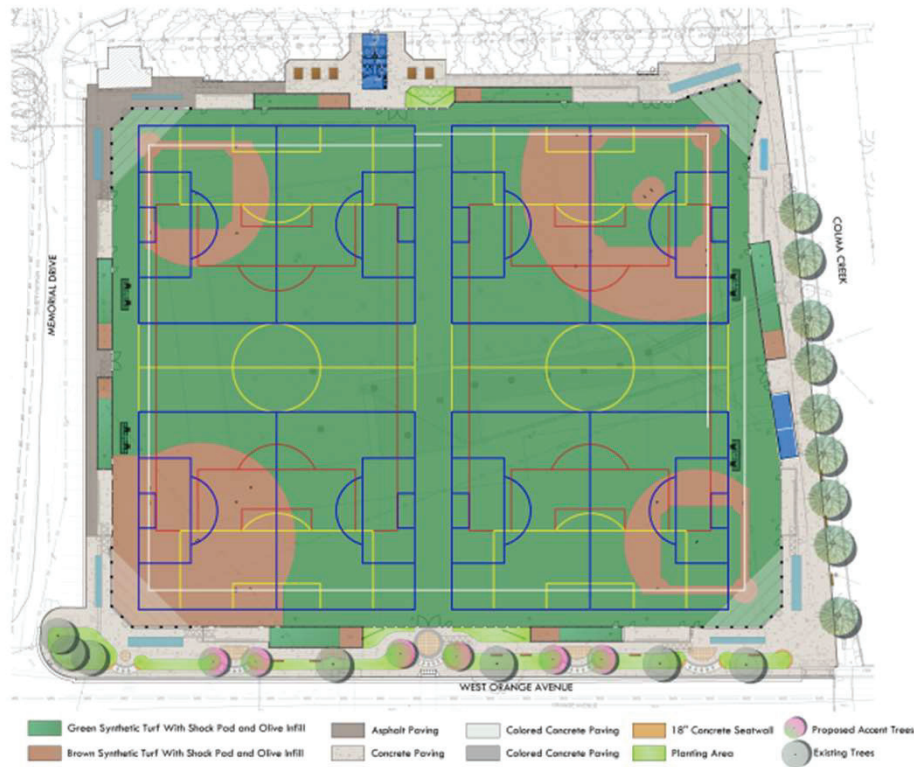 MEMORIAL DRIVE
COLMA CREEK
WEST ORANGE AVENUE
ORANGE AVENUE
Green Synthetic Turf With Shock Pad and Olive Infill
Asphalt Paving
Colored Concrete Paving
18" Concrete Seatwall
Proposed Accent Trees
Brown Synthetic Turf With Shock Pad and Olive Infill
Concrete Paving
Colored Concrete Paving
Planting Area
Existing Trees